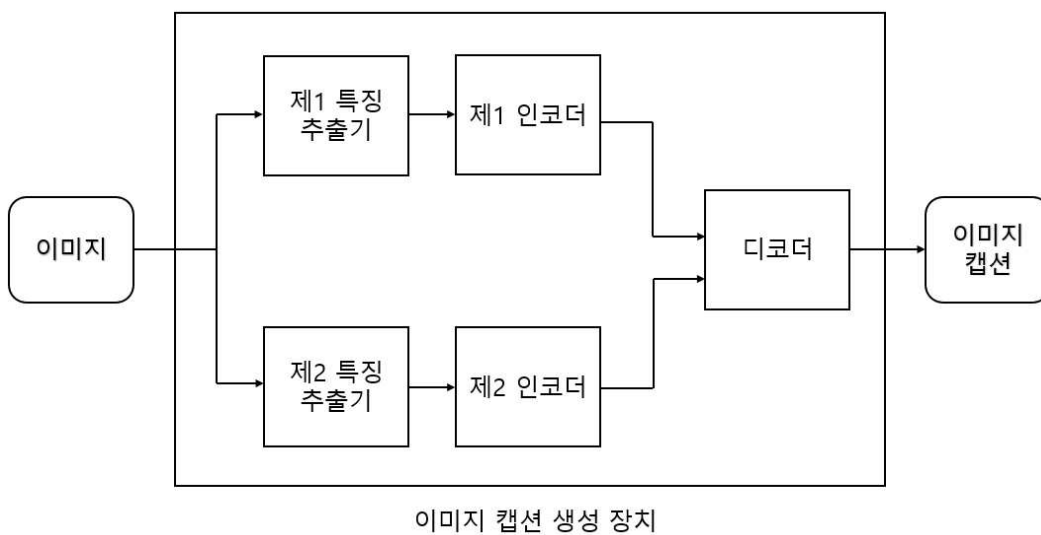 이미지
제1 특징
추출기
제1 인코더
제2 특징
추출기
제2 인코더
디코더
이미지
캡션
이미지 캡션 생성 장치